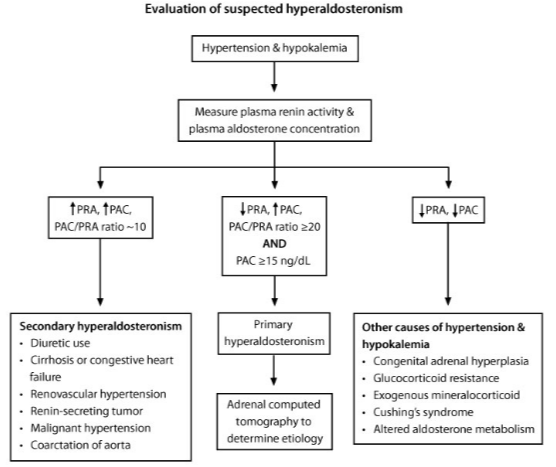 Evaluation of suspected hyperaldosteronism
Hypertension & hypokalemia
Measure plasma renin activity &
plasma aldosterone concentration
↑PRA, ↑PAC,
PAC/PRA ratio ~10
↓PRA, ↑PAC,
PAC/PRA ratio ≥20
AND
PAC ≥15 ng/dL
↓PRA, ↓PAC
Secondary hyperaldosteronism
• Diuretic use
• Cirrhosis or congestive heart
failure
• Renovascular hypertension
• Renin-secreting tumor
• Malignant hypertension
• Coarctation of aorta
Primary
hyperaldosteronism
Adrenal computed
tomography to
determine etiology
Other causes of hypertension &
hypokalemia
• Congenital adrenal hyperplasia
• Glucocorticoid resistance
• Exogenous mineralocorticoid
• Cushing's syndrome
• Altered aldosterone metabolism